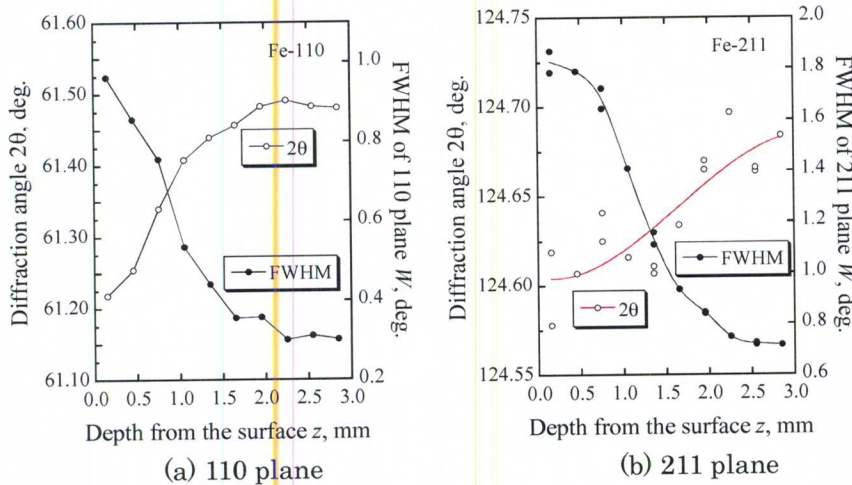 61.60
61.50
61.40
61.30
61.20
61.10
Diffraction angle 2θ, deg.
Fe-110
2θ
FWHM
1.0
0.8
0.6
0.4
0.2
FWHM of 110 plane W, deg.
0.0 0.5 1.0 1.5 2.0 2.5 3.0
Depth from the surface z, mm
(a) 110 plane
124.75
124.70
124.65
124.60
124.55
Diffraction angle 2θ, deg.
Fe-211
FWHM
2θ
2.0
1.8
1.6
1.4
1.2
1.0
0.8
0.6
FWHM of 211 plane W, deg.
0.0 0.5 1.0 1.5 2.0 2.5 3.0
Depth from the surface z, mm
(b) 211 plane